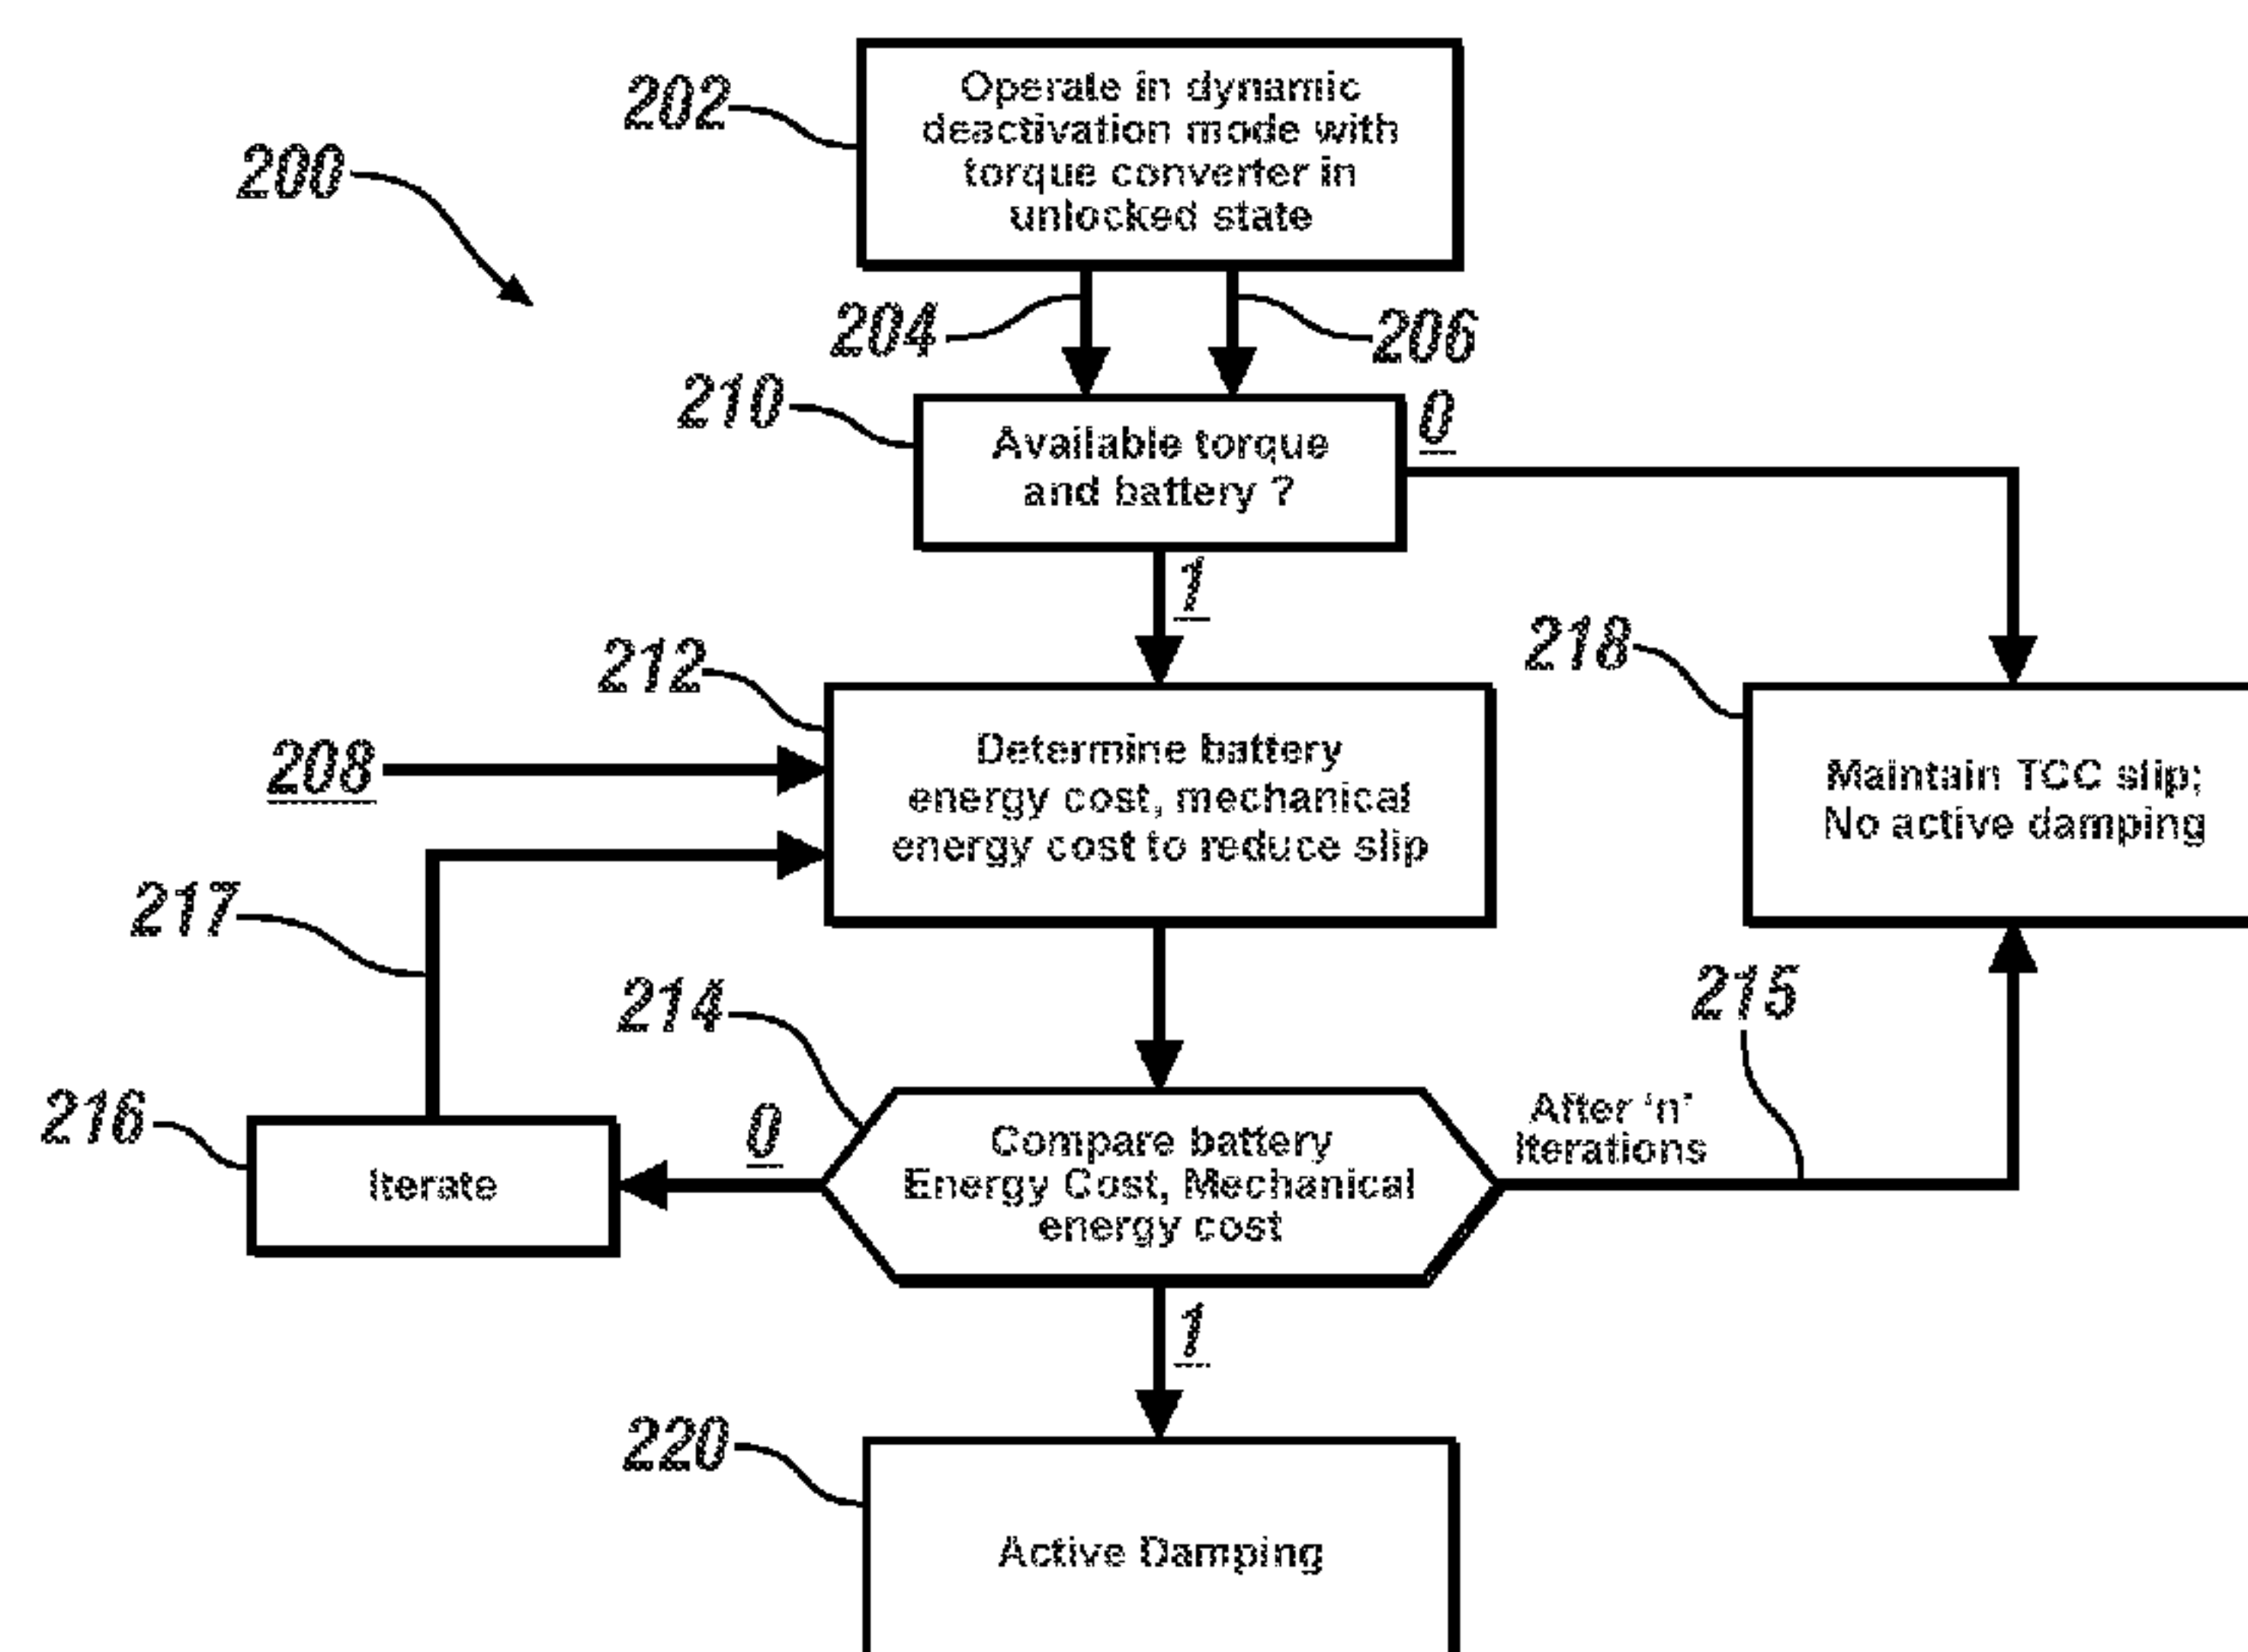 202
Operate in dynamic
deactivation mode with
torque converter in
unlocked state
200
204
206
210
Available torque
and battery ?
0
1
212
218
208
Determine battery
energy cost, mechanical
energy cost to reduce slip
Maintain TCC slip;
No active damping
217
214
215
216
Iterate
0
Compare battery
Energy Cost, Mechanical
energy cost
After 'n'
Iterations
1
220
Active Damping